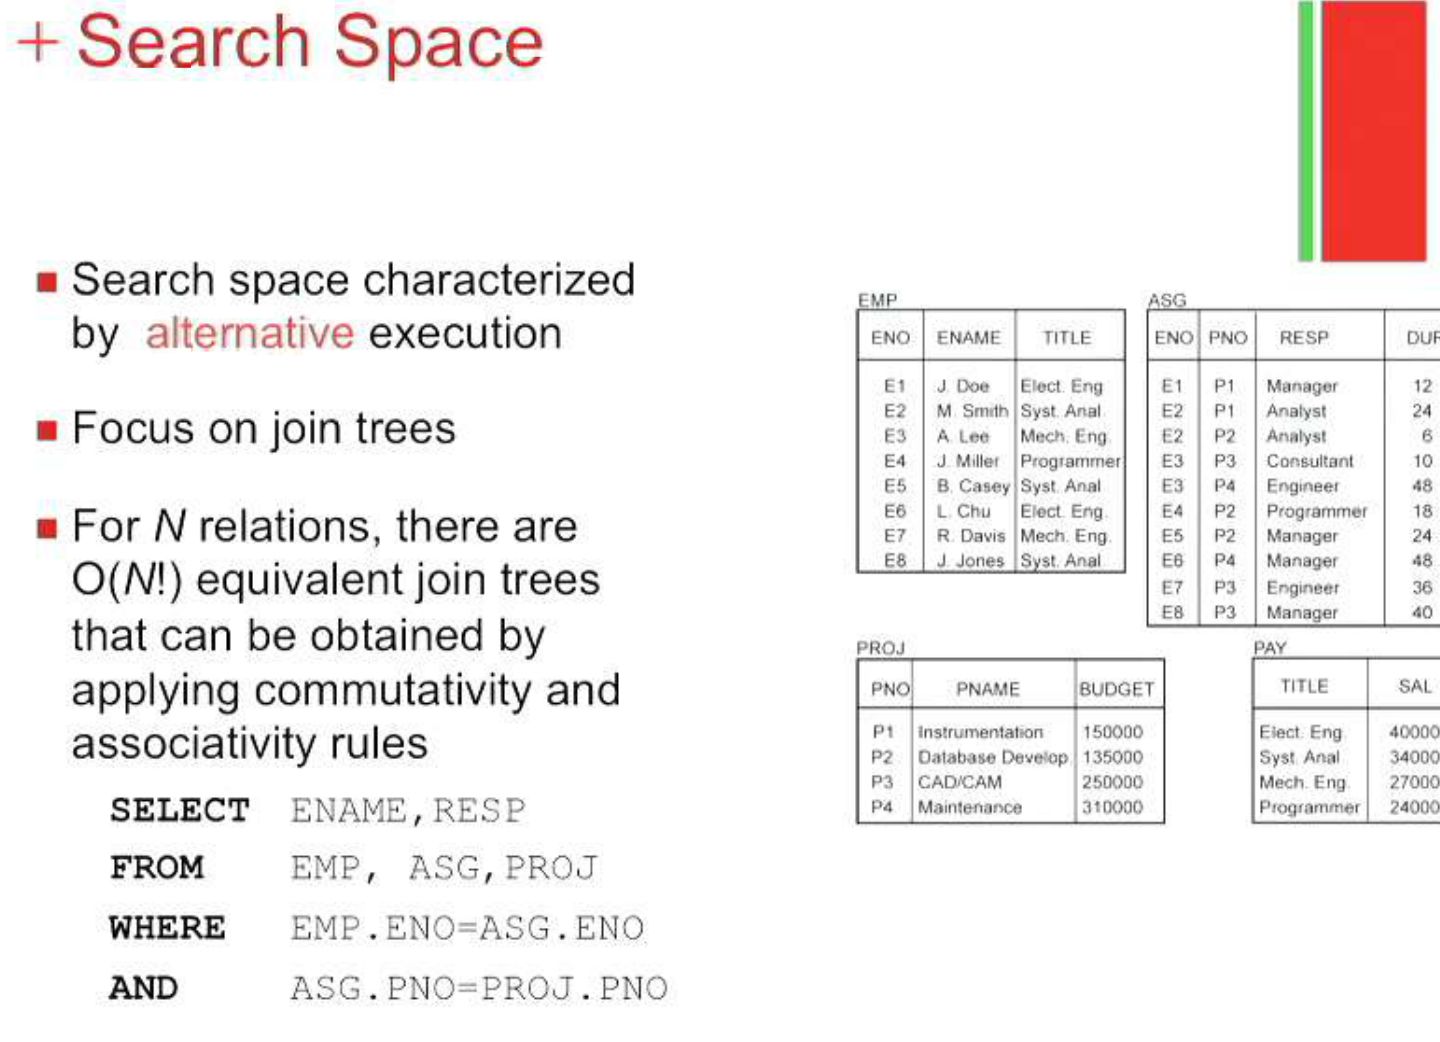 + Search Space
Search space characterized
by alternative execution
Focus on join trees
For N relations, there are
O(N!) equivalent join trees
that can be obtained by
applying commutativity and
associativity rules
SELECT ENAME,RESP
FROM EMP, ASG,PROJ
WHERE EMP.ENO=ASG.ENO
AND ASG.PNO=PROJ.PNO
EMP
ENO ENAME TITLE
E1 J. Doe Elect. Eng
E2 M. Smith Syst. Anal.
E3 A. Lee Mech. Eng.
E4 J. Miller Programmer
E5 B. Casey Syst. Anal
E6 L. Chu Elect. Eng.
E7 R. Davis Mech. Eng.
E8 J. Jones Syst. Anal.
ASG
ENO PNO RESP DUR
E1 P1 Manager 12
E2 P1 Analyst 24
E2 P2 Analyst 6
E3 P3 Consultant 10
E3 P4 Engineer 48
E4 P2 Programmer 18
E5 P2 Manager 24
E6 P4 Manager 48
E7 P3 Engineer 36
E8 P3 Manager 40
PROJ
PNO PNAME BUDGET
P1 Instrumentation 150000
P2 Database Develop. 135000
P3 CAD/CAM 250000
P4 Maintenance 310000
PAY
TITLE SAL
Elect. Eng. 40000
Syst. Anal. 34000
Mech. Eng. 27000
Programmer 24000